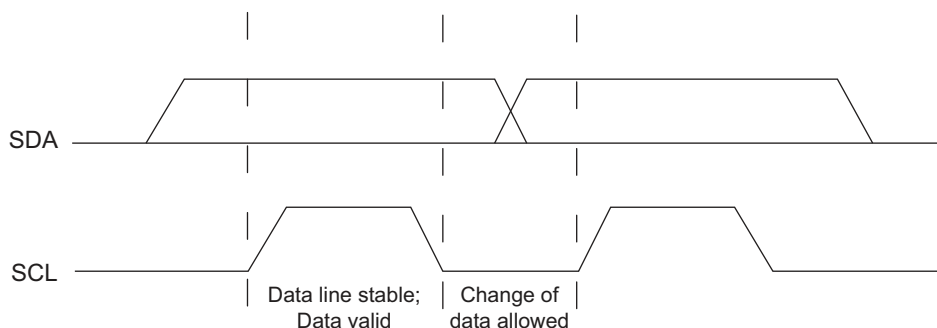 SDA
SCL
Data line stable;
Data valid
Change of
data allowed